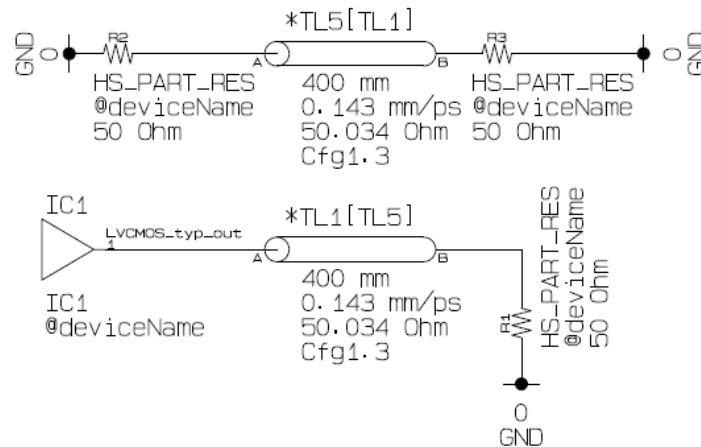 *TL5[TL1]
GND
0
R2
A
B
R3
0
GND
HS_PART_RES
@deviceName
50 Ohm
400 mm
0.143 mm/ps
50.034 Ohm
Cfg1.3
HS_PART_RES
@deviceName
50 Ohm
IC1
LVCMOS_typ_out
1
*TL1[TL5]
A
B
IC1
@deviceName
400 mm
0.143 mm/ps
50.034 Ohm
Cfg1.3
R1
HS_PART_RES
@deviceName
50 Ohm
0
GND